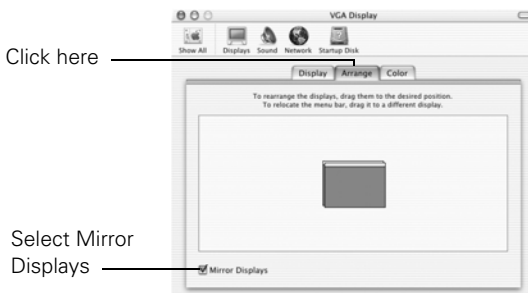 VGA Display
Show All Displays Sound Network Startup Disk
Click here
Display Arrange Color
To rearrange the displays, drag them to the desired position.
To relocate the menu bar, drag it to a different display.
Select Mirror
Displays
Mirror Displays